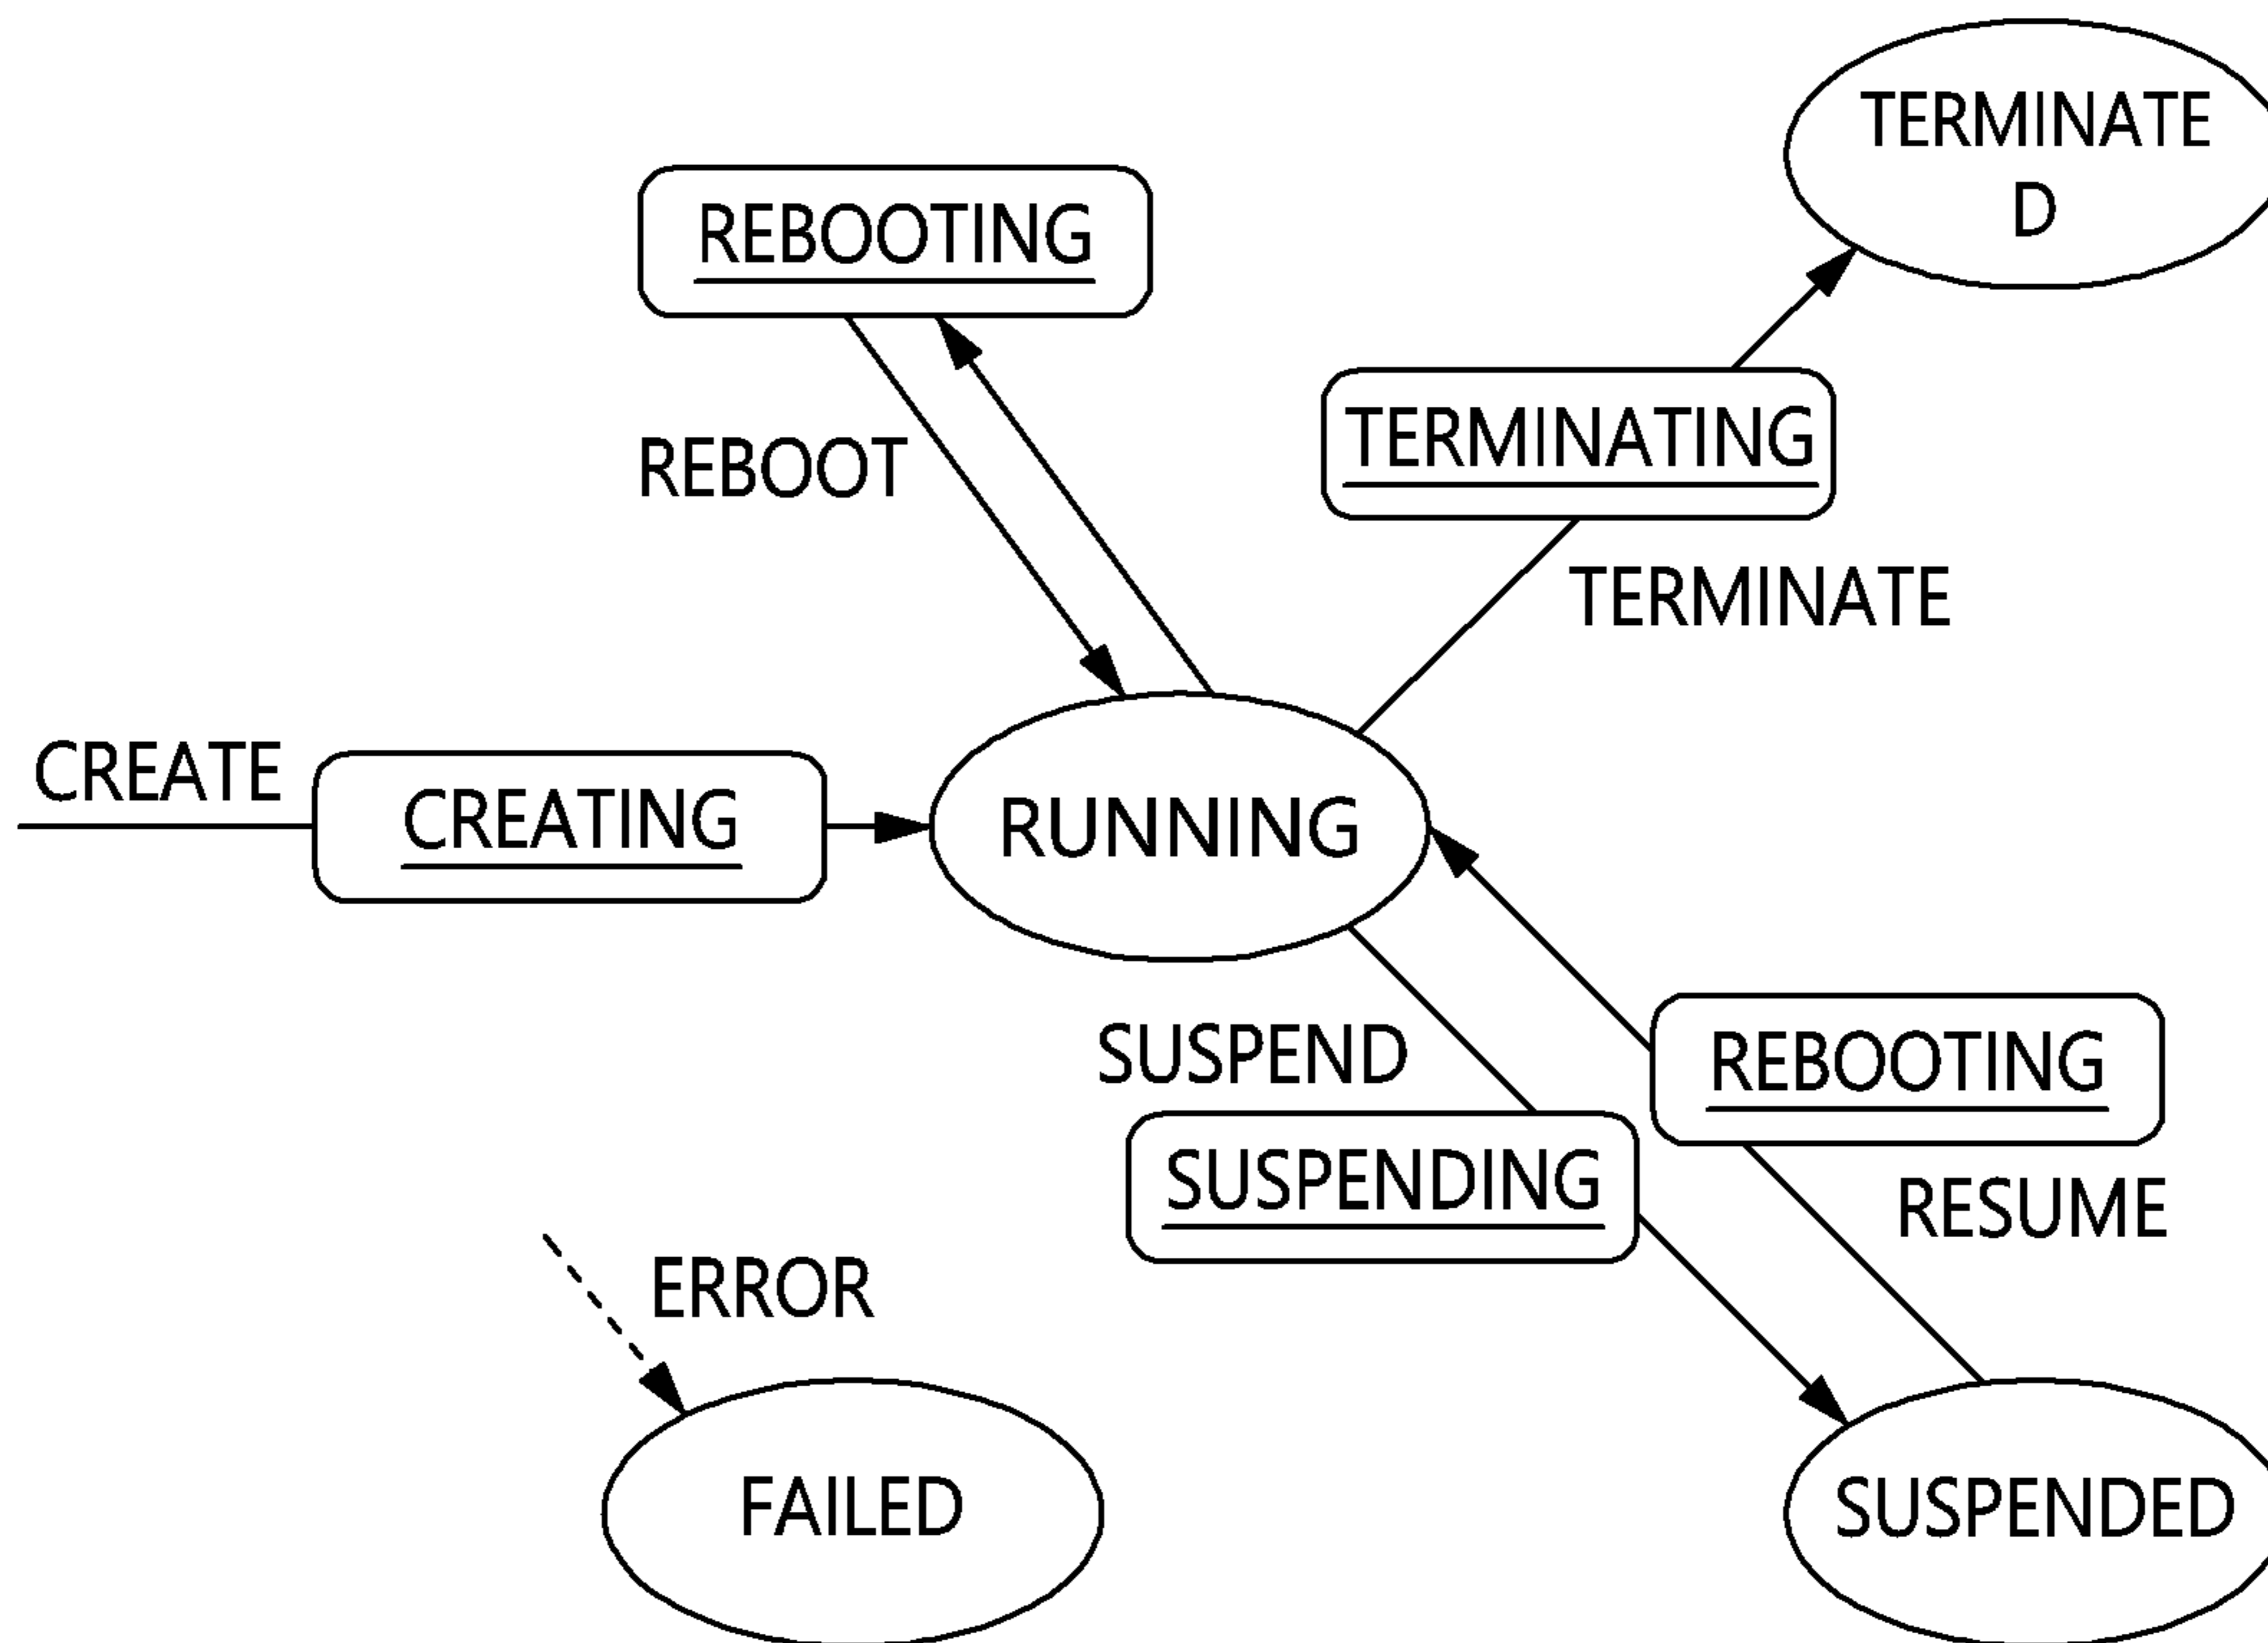 TERMINATE
D
REBOOTING
TERMINATING
REBOOT
TERMINATE
CREATE
CREATING
RUNNING
SUSPEND
REBOOTING
SUSPENDING
RESUME
ERROR
FAILED
SUSPENDED